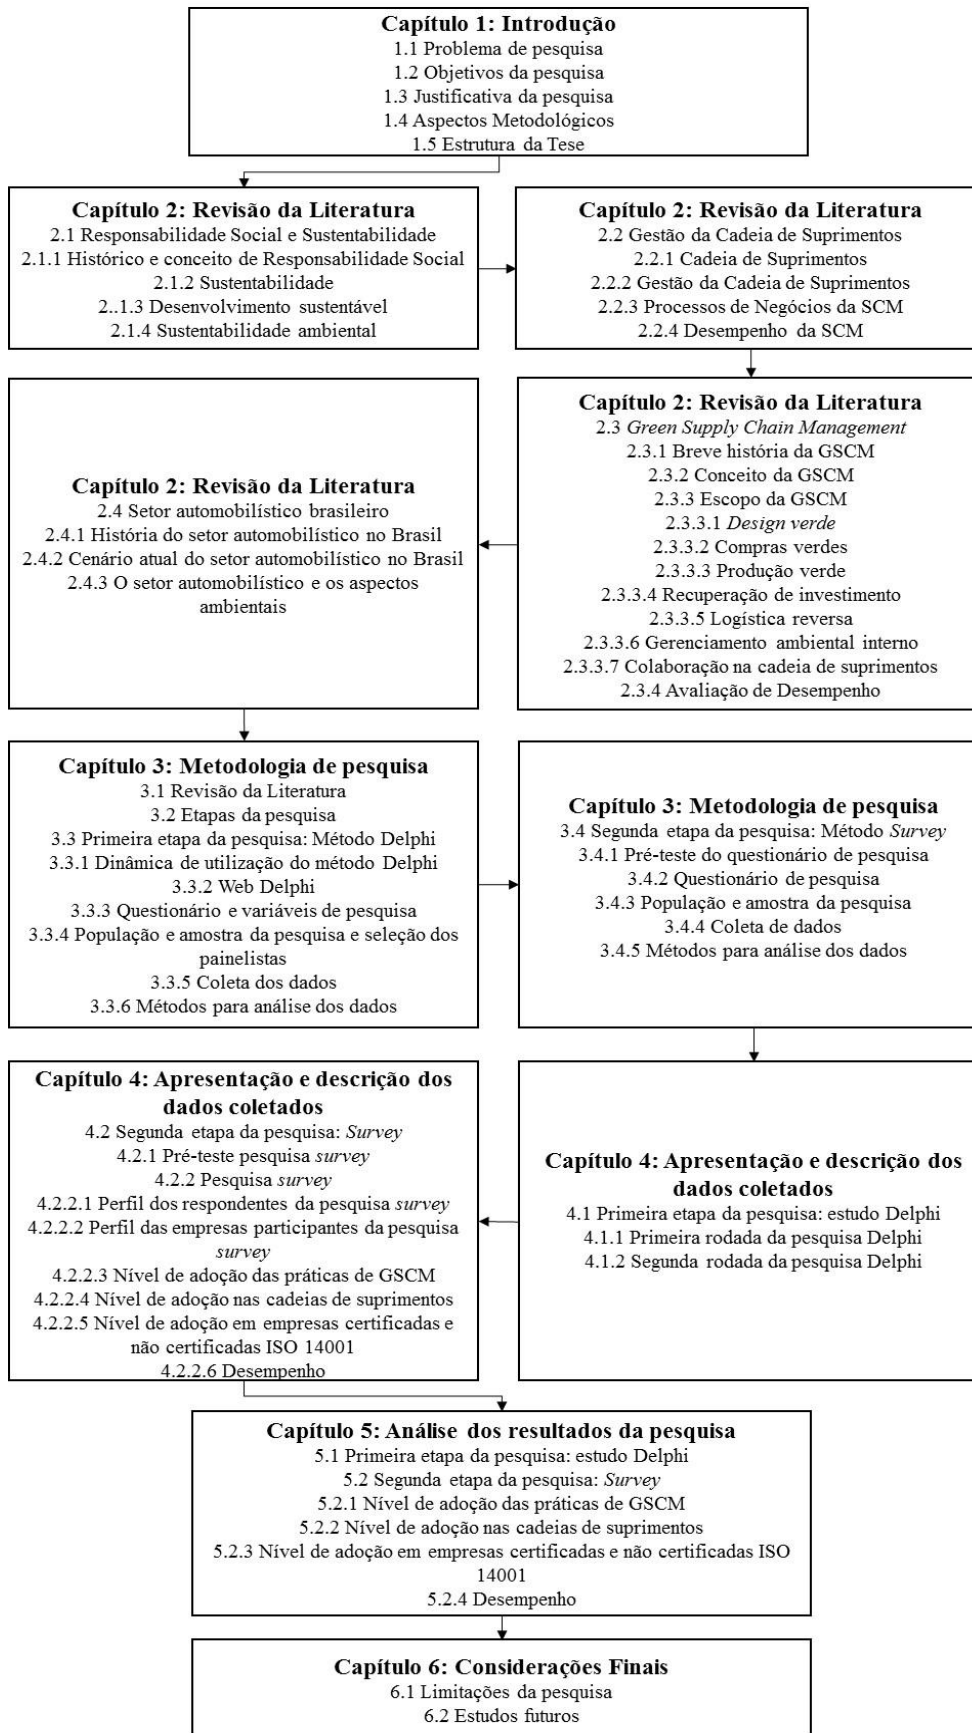 Capítulo 1: Introdução
1.1 Problema de pesquisa
1.2 Objetivos da pesquisa
1.3 Justificativa da pesquisa
1.4 Aspectos Metodológicos
1.5 Estrutura da Tese
Capítulo 2: Revisão da Literatura
2.1 Responsabilidade Social e Sustentabilidade
2.1.1 Histórico e conceito de Responsabilidade Social
2.1.2 Sustentabilidade
2..1.3 Desenvolvimento sustentável
2.1.4 Sustentabilidade ambiental
Capítulo 2: Revisão da Literatura
2.2 Gestão da Cadeia de Suprimentos
2.2.1 Cadeia de Suprimentos
2.2.2 Gestão da Cadeia de Suprimentos
2.2.3 Processos de Negócios da SCM
2.2.4 Desempenho da SCM
Capítulo 2: Revisão da Literatura
2.3 Green Supply Chain Management
2.3.1 Breve história da GSCM
2.3.2 Conceito da GSCM
2.3.3 Escopo da GSCM
2.3.3.1 Design verde
2.3.3.2 Compras verdes
2.3.3.3 Produção verde
2.3.3.4 Recuperação de investimento
2.3.3.5 Logística reversa
2.3.3.6 Gerenciamento ambiental interno
2.3.3.7 Colaboração na cadeia de suprimentos
2.3.4 Avaliação de Desempenho
Capítulo 2: Revisão da Literatura
2.4 Setor automobilístico brasileiro
2.4.1 História do setor automobilístico no Brasil
2.4.2 Cenário atual do setor automobilístico no Brasil
2.4.3 O setor automobilístico e os aspectos
ambientais
Capítulo 3: Metodologia de pesquisa
3.1 Revisão da Literatura
3.2 Etapas da pesquisa
3.3 Primeira etapa da pesquisa: Método Delphi
3.3.1 Dinâmica de utilização do método Delphi
3.3.2 Web Delphi
3.3.3 Questionário e variáveis de pesquisa
3.3.4 População e amostra da pesquisa e seleção dos
painelistas
3.3.5 Coleta dos dados
3.3.6 Métodos para análise dos dados
Capítulo 3: Metodologia de pesquisa
3.4 Segunda etapa da pesquisa: Método Survey
3.4.1 Pré-teste do questionário de pesquisa
3.4.2 Questionário de pesquisa
3.4.3 População e amostra da pesquisa
3.4.4 Coleta de dados
3.4.5 Métodos para análise dos dados
Capítulo 4: Apresentação e descrição dos
dados coletados
4.1 Primeira etapa da pesquisa: estudo Delphi
4.1.1 Primeira rodada da pesquisa Delphi
4.1.2 Segunda rodada da pesquisa Delphi
Capítulo 4: Apresentação e descrição dos
dados coletados
4.2 Segunda etapa da pesquisa: Survey
4.2.1 Pré-teste pesquisa survey
4.2.2 Pesquisa survey
4.2.2.1 Perfil dos respondentes da pesquisa survey
4.2.2.2 Perfil das empresas participantes da pesquisa
survey
4.2.2.3 Nível de adoção das práticas de GSCM
4.2.2.4 Nível de adoção nas cadeias de suprimentos
4.2.2.5 Nível de adoção em empresas certificadas e
não certificadas ISO 14001
4.2.2.6 Desempenho
Capítulo 5: Análise dos resultados da pesquisa
5.1 Primeira etapa da pesquisa: estudo Delphi
5.2 Segunda etapa da pesquisa: Survey
5.2.1 Nível de adoção das práticas de GSCM
5.2.2 Nível de adoção nas cadeias de suprimentos
5.2.3 Nível de adoção em empresas certificadas e não certificadas ISO
14001
5.2.4 Desempenho
Capítulo 6: Considerações Finais
6.1 Limitações da pesquisa
6.2 Estudos futuros